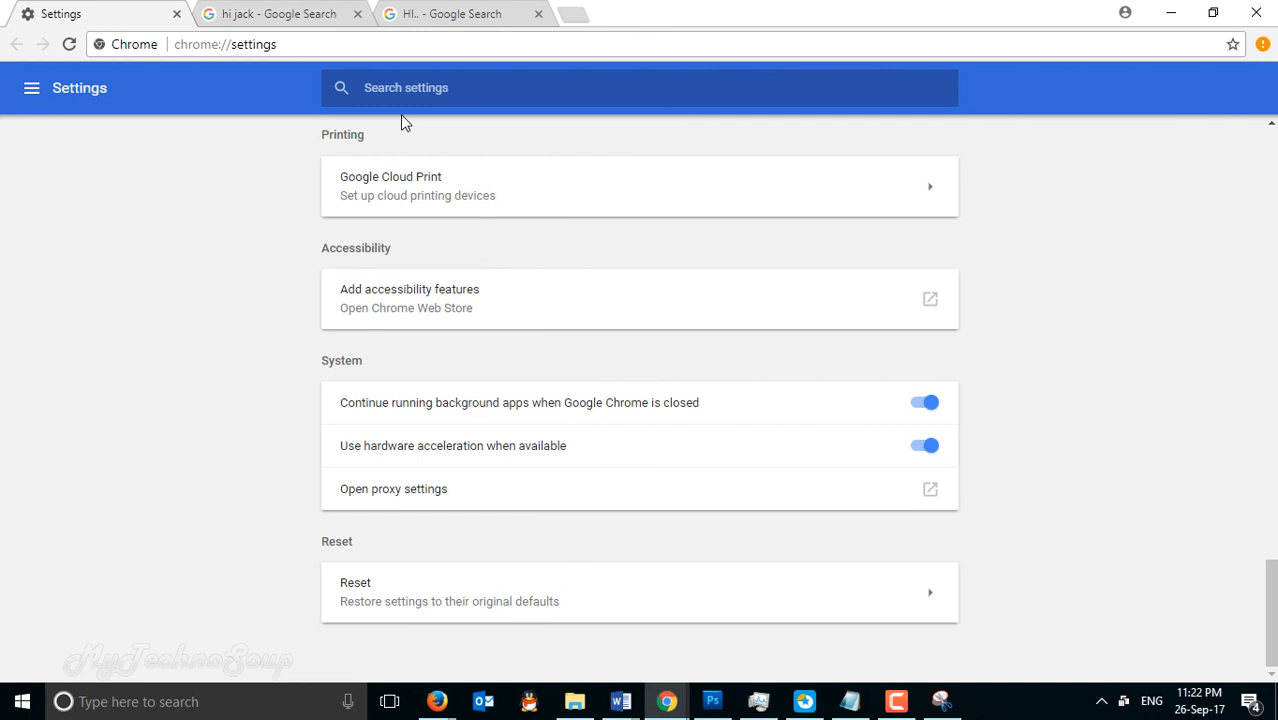 Settings
hi jack - Google Search
HI.. - Google Search
Chrome
chrome://settings
Settings
Search settings
Printing
Google Cloud Print
Set up cloud printing devices
Accessibility
Add accessibility features
Open Chrome Web Store
System
Continue running background apps when Google Chrome is closed
Use hardware acceleration when available
Open proxy settings
Reset
Reset
Restore settings to their original defaults
MyTechnoSoup
Type here to search
ENG
11:22 PM
26-Sep-17
4